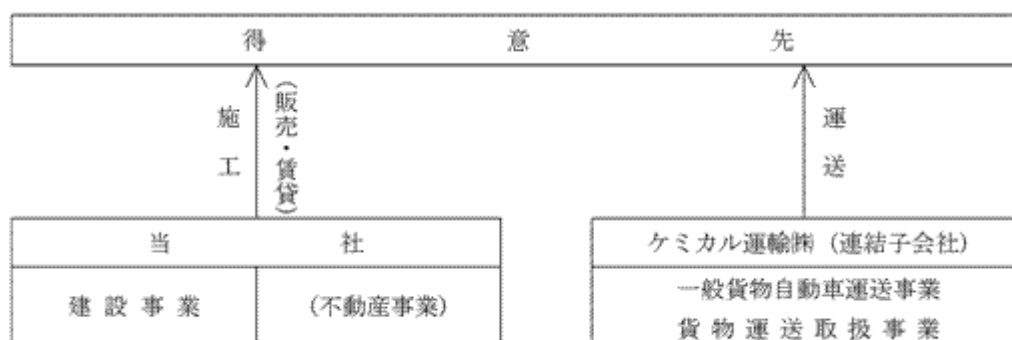 得意先
施工
(販売・賃貸)
運送
当社
建設事業
(不動産事業)
ケミカル運輸㈱ (連結子会社)
一般貨物自動車運送事業
貨物運送取扱事業